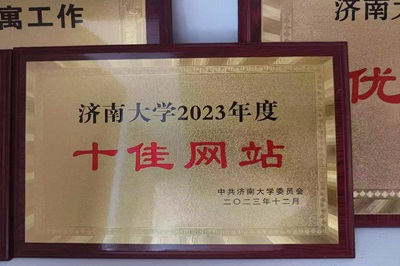 寓工作
济南大
优
济南大学2023年度
十佳网站
中共济南大学委员会
二〇二三年十二月